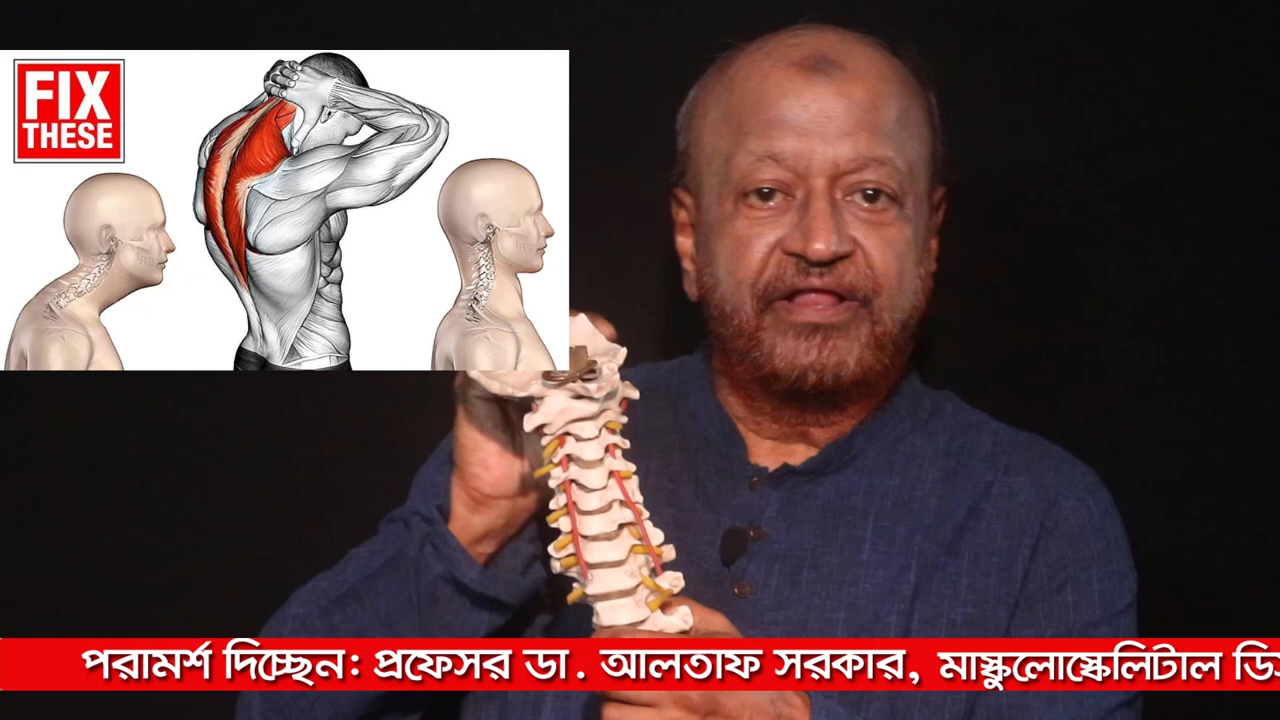 FIX
THESE
পরামর্শ দিচ্ছেন: প্রফেসর ডা. আলতাফ সরকার, মাস্কুলোস্কেলিটাল